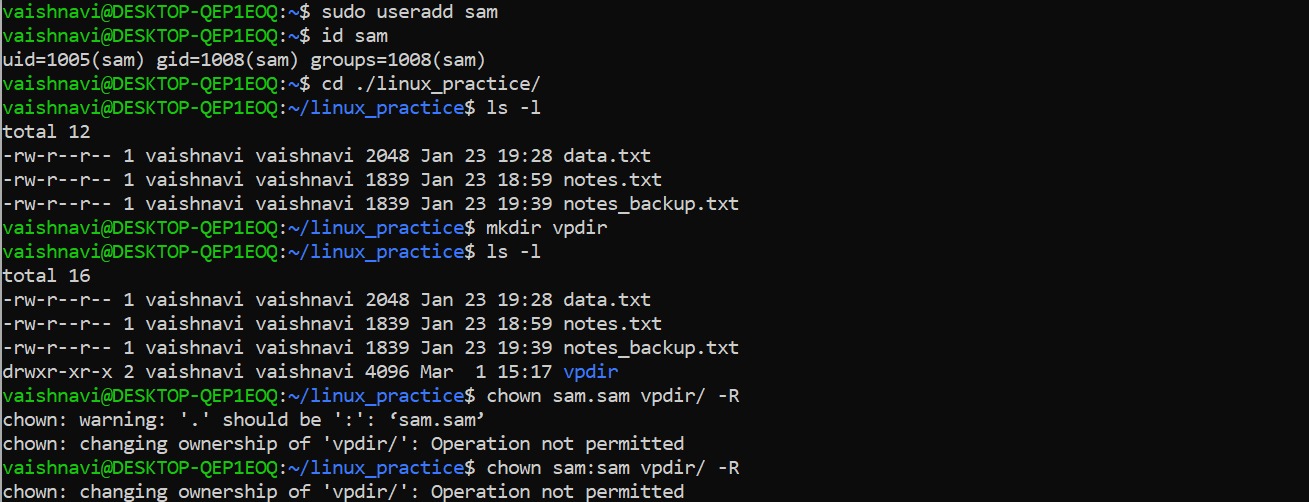 vaishnavi@DESKTOP-QEP1EOQ:~$ sudo useradd sam
vaishnavi@DESKTOP-QEP1EOQ:~$ id sam
uid=1005(sam) gid=1008(sam) groups=1008(sam)
vaishnavi@DESKTOP-QEP1EOQ:~$ cd ./linux_practice/
vaishnavi@DESKTOP-QEP1EOQ:~/linux_practice$ ls -l
total 12
-rw-r--r-- 1 vaishnavi vaishnavi 2048 Jan 23 19:28 data.txt
-rw-r--r-- 1 vaishnavi vaishnavi 1839 Jan 23 18:59 notes.txt
-rw-r--r-- 1 vaishnavi vaishnavi 1839 Jan 23 19:39 notes_backup.txt
vaishnavi@DESKTOP-QEP1EOQ:~/linux_practice$ mkdir vpdir
vaishnavi@DESKTOP-QEP1EOQ:~/linux_practice$ ls -l
total 16
-rw-r--r-- 1 vaishnavi vaishnavi 2048 Jan 23 19:28 data.txt
-rw-r--r-- 1 vaishnavi vaishnavi 1839 Jan 23 18:59 notes.txt
-rw-r--r-- 1 vaishnavi vaishnavi 1839 Jan 23 19:39 notes_backup.txt
drwxr-xr-x 2 vaishnavi vaishnavi 4096 Mar  1 15:17 vpdir
vaishnavi@DESKTOP-QEP1EOQ:~/linux_practice$ chown sam.sam vpdir/ -R
chown: warning: '.' should be ':': ‘sam.sam’
chown: changing ownership of 'vpdir/': Operation not permitted
vaishnavi@DESKTOP-QEP1EOQ:~/linux_practice$ chown sam:sam vpdir/ -R
chown: changing ownership of 'vpdir/': Operation not permitted